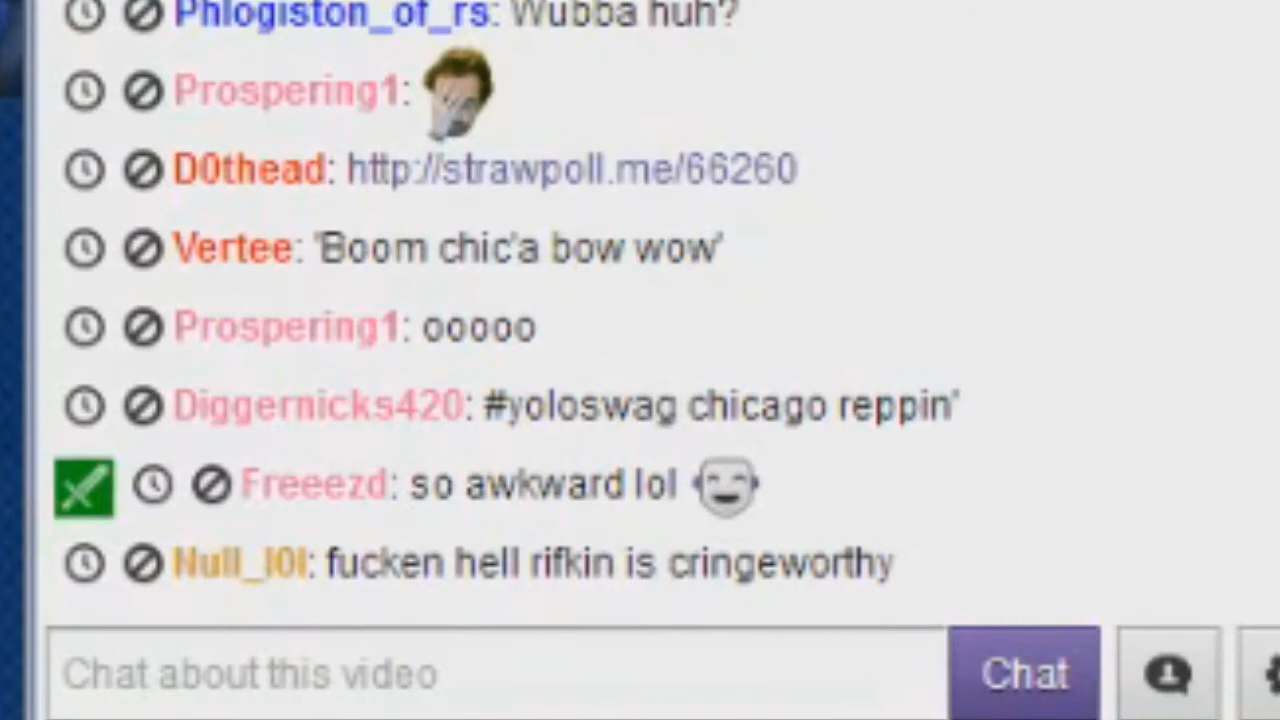 Phlogiston_of_rs: Wubba huh?
Prospering1:
D0thead: http://strawpoll.me/66260
Vertee: 'Boom chic'a bow wow'
Prospering1: ooooo
Diggernicks420: #yoloswag chicago reppin'
Freeezd: so awkward lol
Null_l0l: fucken hell rifkin is cringeworthy
Chat about this video
Chat